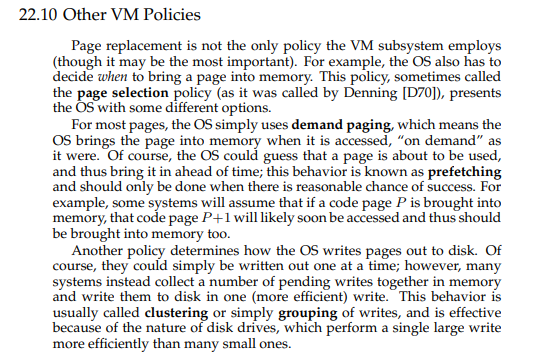 22.10 Other VM Policies
Page replacement is not the only policy the VM subsystem employs
(though it may be the most important). For example, the OS also has to
decide when to bring a page into memory. This policy, sometimes called
the page selection policy (as it was called by Denning [D70]), presents
the OS with some different options.
For most pages, the OS simply uses demand paging, which means the
OS brings the page into memory when it is accessed, “on demand” as
it were. Of course, the OS could guess that a page is about to be used,
and thus bring it in ahead of time; this behavior is known as prefetching
and should only be done when there is reasonable chance of success. For
example, some systems will assume that if a code page P is brought into
memory, that code page P+1 will likely soon be accessed and thus should
be brought into memory too.
Another policy determines how the OS writes pages out to disk. Of
course, they could simply be written out one at a time; however, many
systems instead collect a number of pending writes together in memory
and write them to disk in one (more efficient) write. This behavior is
usually called clustering or simply grouping of writes, and is effective
because of the nature of disk drives, which perform a single large write
more efficiently than many small ones.